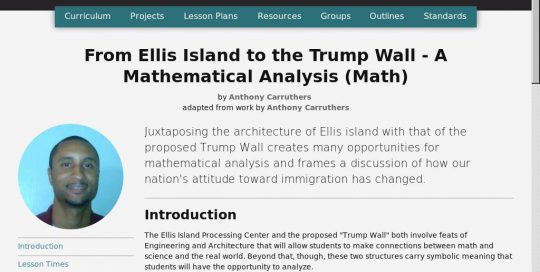 Curriculum Projects Lesson Plans Resources Groups Outlines Standards
From Ellis Island to the Trump Wall - A
Mathematical Analysis (Math)
by Anthony Carruthers
adapted from work by Anthony Carruthers
Juxtaposing the architecture of Ellis island with that of the
proposed Trump Wall creates many opportunities for
mathematical analysis and frames a discussion of how our
nation's attitude toward immigration has changed.
Introduction
Lesson Times
Introduction
The Ellis Island Processing Center and the proposed "Trump Wall" both involve feats of
Engineering and Architecture that will allow students to make connections between math and
science and the real world. Beyond that, though, these two structures carry symbolic meaning that
students will have the opportunity to analyze.